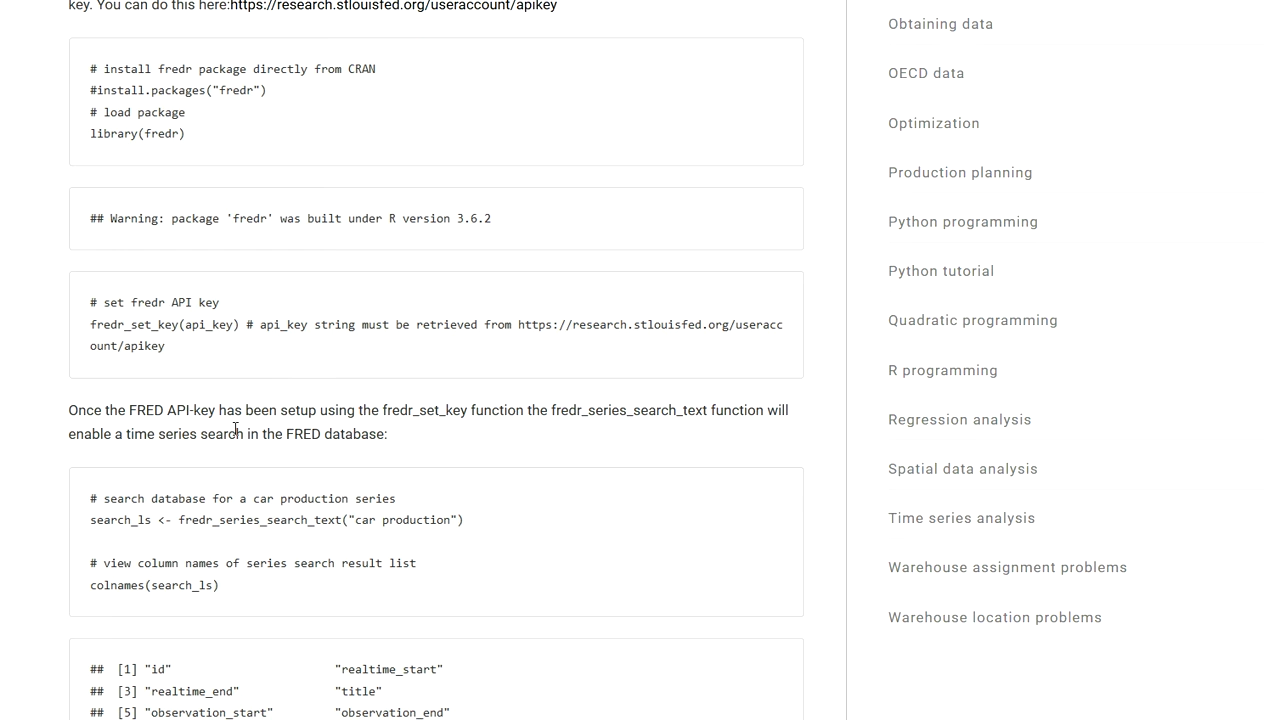 key. You can do this here:https://research.stlouisfed.org/useraccount/apikey
# install fredr package directly from CRAN
#install.packages("fredr")
# load package
library(fredr)
## Warning: package 'fredr' was built under R version 3.6.2
# set fredr API key
fredr_set_key(api_key) # api_key string must be retrieved from https://research.stlouisfed.org/useracc
ount/apikey
Once the FRED API-key has been setup using the fredr_set_key function the fredr_series_search_text function will
enable a time series search in the FRED database:
# search database for a car production series
search_ls <- fredr_series_search_text("car production")
# view column names of series search result list
colnames(search_ls)
##  [1] "id"                        "realtime_start"
##  [3] "realtime_end"              "title"
##  [5] "observation_start"         "observation_end"
Obtaining data
OECD data
Optimization
Production planning
Python programming
Python tutorial
Quadratic programming
R programming
Regression analysis
Spatial data analysis
Time series analysis
Warehouse assignment problems
Warehouse location problems